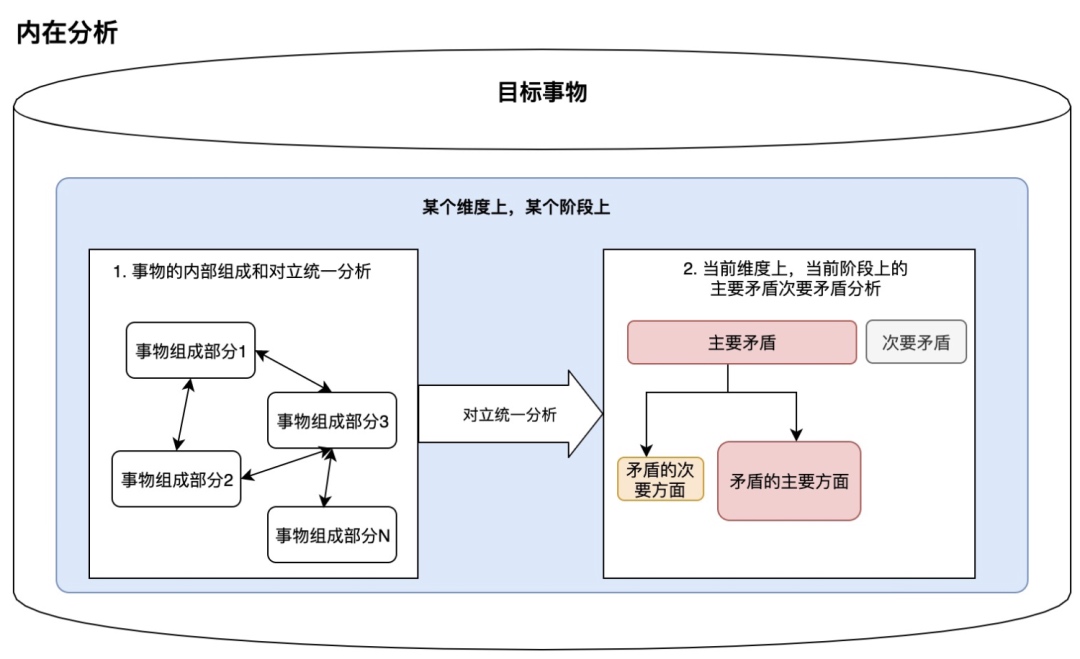 内在分析
目标事物
某个维度上，某个阶段上
1. 事物的内部组成和对立统一分析
事物组成部分1
事物组成部分3
事物组成部分2
事物组成部分N
对立统一分析
2. 当前维度上，当前阶段上的
主要矛盾次要矛盾分析
主要矛盾
次要矛盾
矛盾的次
要方面
矛盾的主要方面